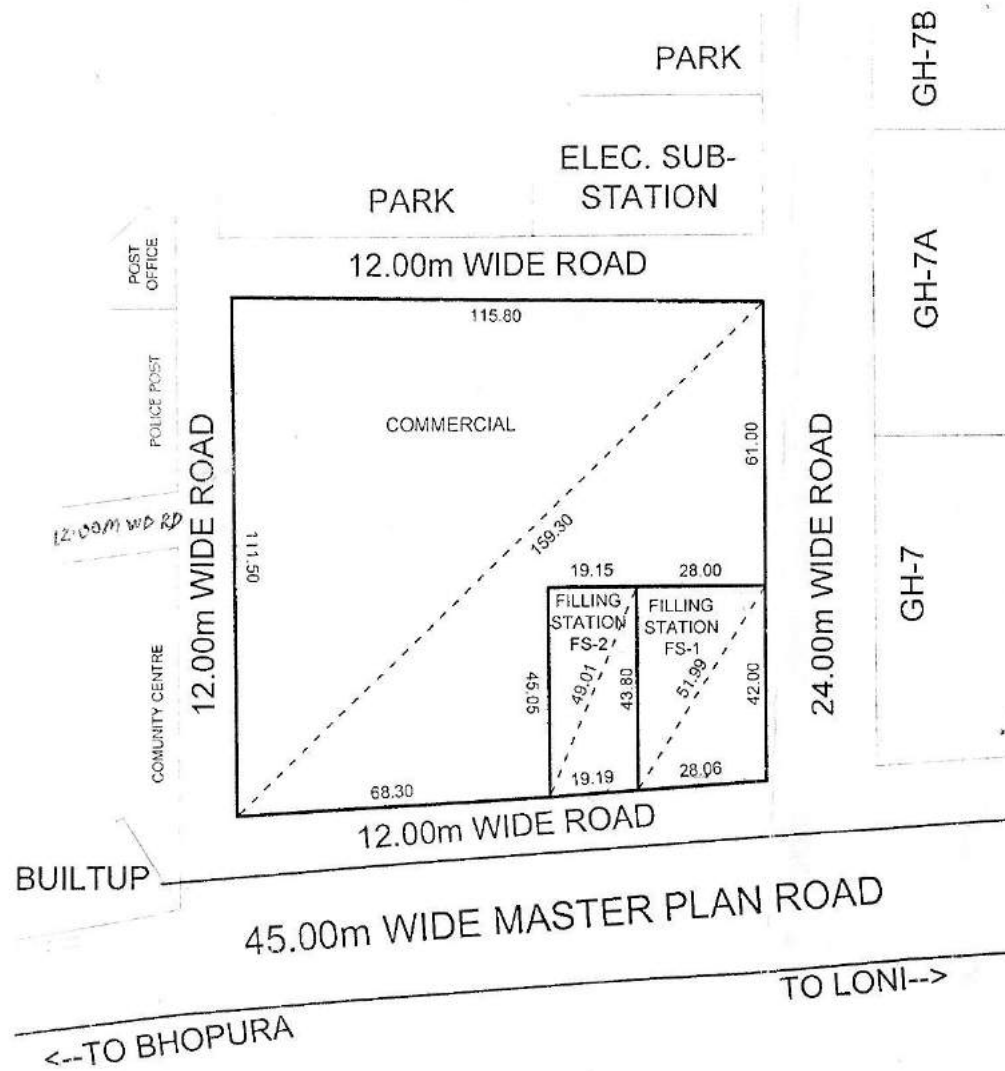 PARK
GH-7B
ELEC. SUB-
STATION
PARK
POST
OFFICE
12.00m WIDE ROAD
GH-7A
115.80
POLICE POST
COMMERCIAL
61.00
12.00m WIDE ROAD
24.00m WIDE ROAD
12.00M WD RD
111.50
159.30
19.15
28.00
GH-7
FILLING
STATION
FS-2
FILLING
STATION
FS-1
COMUNITY CENTRE
45.05
49.01
43.80
51.99
42.00
68.30
19.19
28.06
12.00m WIDE ROAD
BUILTUP
45.00m WIDE MASTER PLAN ROAD
TO LONI-->
<--TO BHOPURA